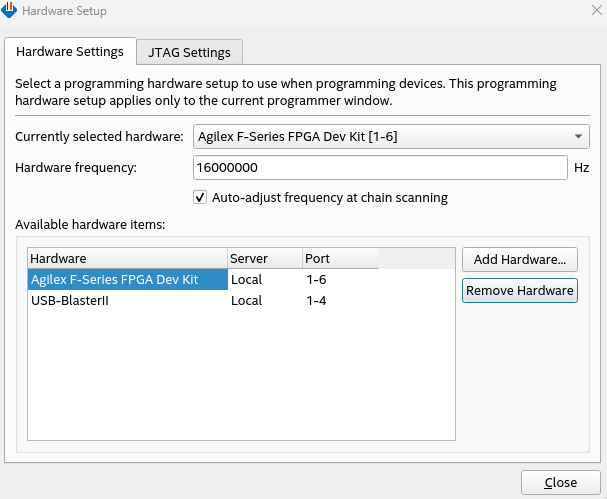 Hardware Setup
Hardware Settings
JTAG Settings
Select a programming hardware setup to use when programming devices. This programming
hardware setup applies only to the current programmer window.
Currently selected hardware: Agilex F-Series FPGA Dev Kit [1-6]
Hardware frequency: 16000000 Hz
Auto-adjust frequency at chain scanning
Available hardware items:
Hardware Server Port
Agilex F-Series FPGA Dev Kit Local 1-6
USB-BlasterII Local 1-4
Add Hardware...
Remove Hardware
Close